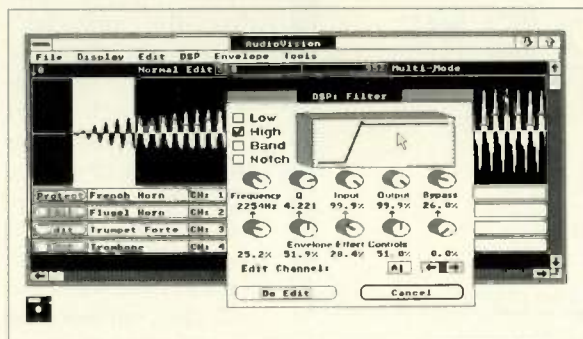 AudioVision
File Display Edit DSP Envelope Tools
Normal Edit Multi-Mode
DSP: Filter
Low
High
Band
Notch
Protect French Horn CH: 1
Flugel Horn CH: 2
Edit Trumpet Forte CH: 3
Trombone CH: 4
Frequency Q Input Output Bypass
2254Hz 4.221 99.9% 99.9% 26.0%
Envelope Effect Controls
25.2% 51.9% 28.4% 51.0% 0.0%
Edit Channel: A
Do Edit Cancel